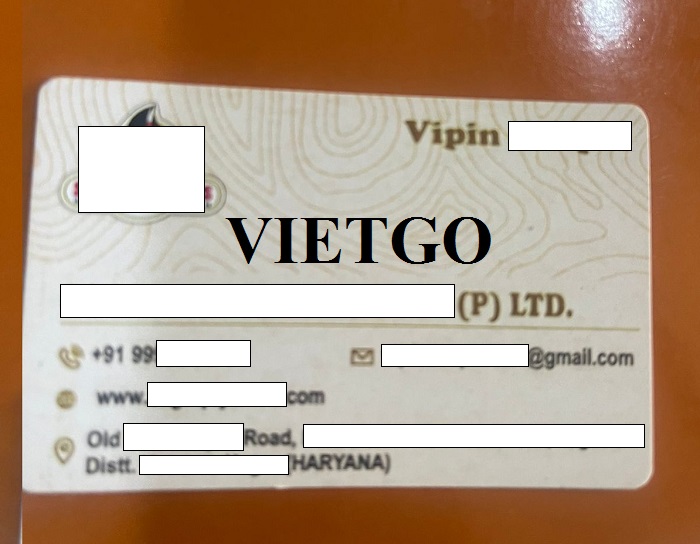 Vipin
VIETGO
(P) LTD.
+91 99
@gmail.com
www. com
Old Road,
Distt. (HARYANA)